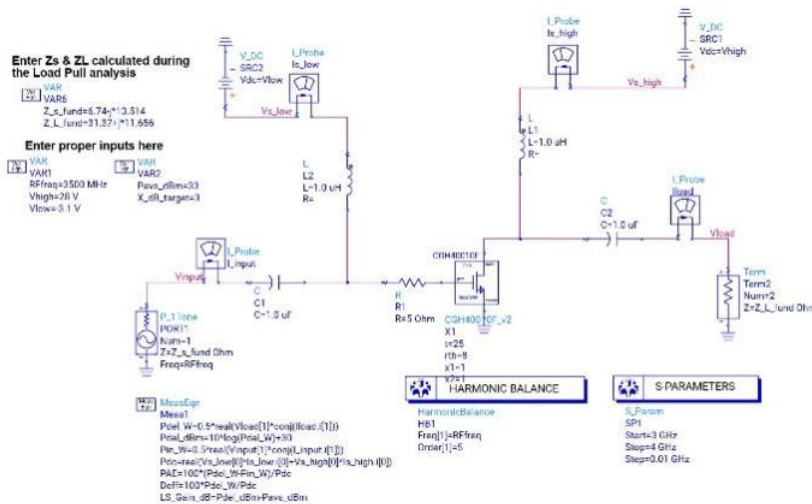 Enter Zs & ZL calculated during
the Load Pull analysis
VAR
VAR6
Z_L_fund=31.37+j*11.656
Enter proper inputs here
VAR
VAR1
RFfreq=3500 MHz
Vhigh=28 V
Vlow=-3.1 V
VAR
VAR2
Pavs_dBm=33
X_dB_target=3
V_DC
SRC2
Vdc=Vlow
I_Probe
Is_low
Vs_low
L
L2
L=1.0 uH
R=
I_Probe
Is_high
V_DC
SRC1
Vdc=Vhigh
Vs_high
L
L1
L=1.0 uH
R=
I_Probe
Iload
C
C2
C=1.0 uF
Vload
Term
Term2
Num=2
Z=Z_L_fund Ohm
I_Probe
I_input
Vinput
C
C1
C=1.0 uF
P_1Tone
PORT1
Num=1
Z=Z_s_fund Ohm
Freq=RFfreq
R
R1
R=5 Ohm
CGH40010F
CGH40010F_v2
X1
t=25
rth=8
x1=1
x2=1
HARMONIC BALANCE
HarmonicBalance
HB1
Freq[1]=RFfreq
Order[1]=5
S-PARAMETERS
S_Param
SP1
Start=3 GHz
Stop=4 GHz
Step=0.01 GHz
MeasEqn
Meas1
Pdel_W=0.5*real(Vload[1]*conj(Iload.i[1]))
Pdel_dBm=10*log(Pdel_W)+30
Pin_W=0.5*real(Vinput[1]*conj(I_input.i[1]))
Pdc=real(Vs_low[0]*Is_low.i[0]+Vs_high[0]*Is_high.i[0])
PAE=100*(Pdel_W-Pin_W)/Pdc
Deff=100*Pdel_W/Pdc
LS_Gain_dB=Pdel_dBm-Pavs_dBm